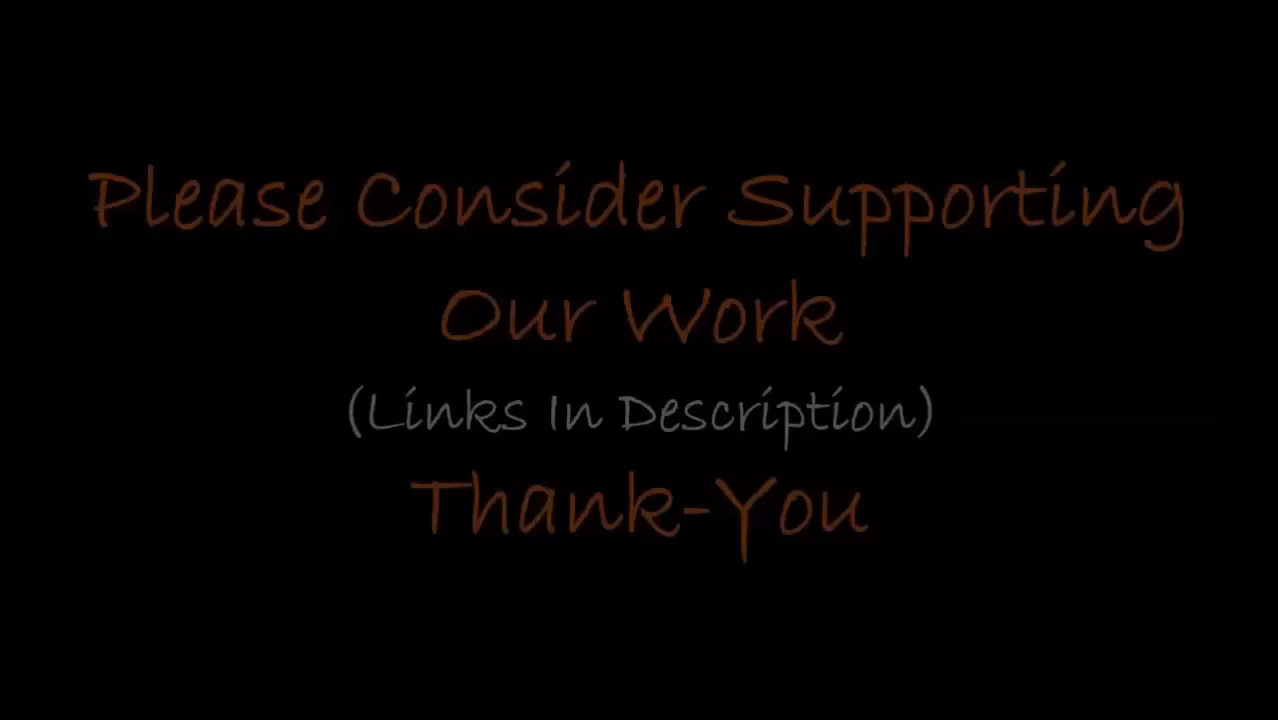 Please Consider Supporting
Our Work
(Links In Description)
Thank-You